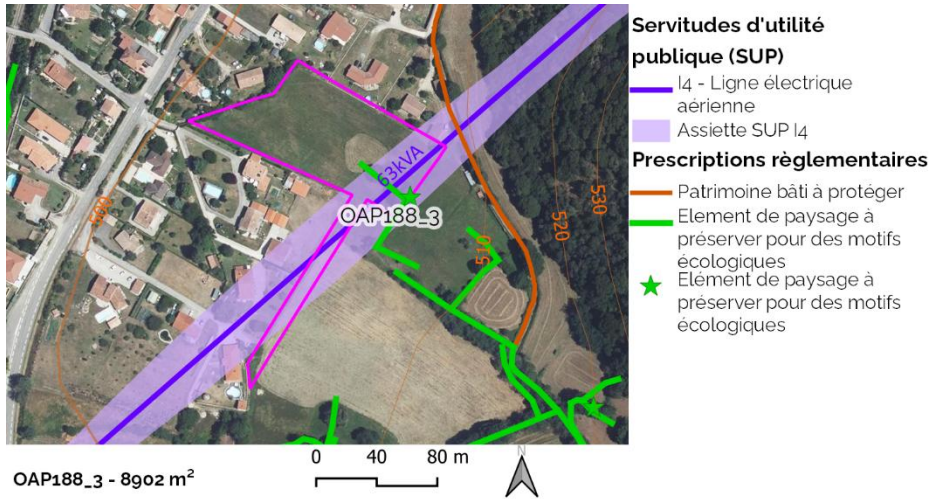 Servitudes d'utilité
publique (SUP)
I4 - Ligne électrique
aérienne
Assiette SUP I4
Prescriptions règlementaires
Patrimoine bâti à protéger
Element de paysage à
préserver pour des motifs
écologiques
Elément de paysage à
préserver pour des motifs
écologiques
63kVA
OAP188_3
500
510
520
530
0 40 80 m
N
OAP188_3 - 8902 m²